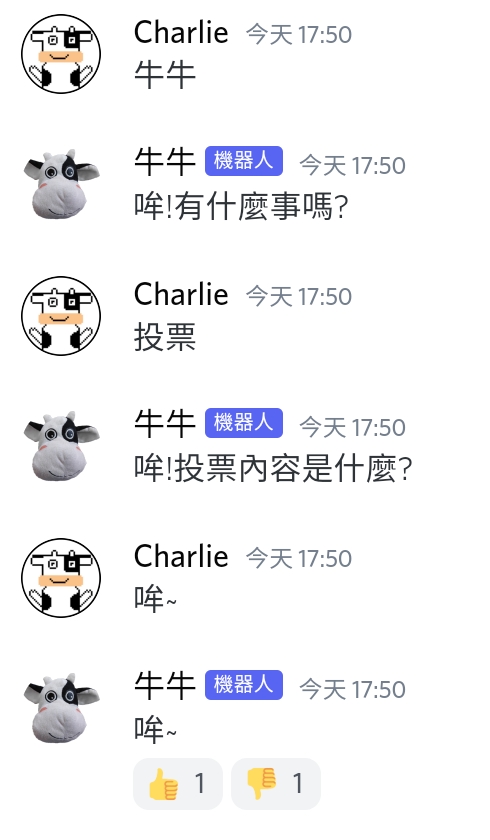 Charlie 今天 17:50
牛牛
牛牛 機器人 今天 17:50
哞!有什麼事嗎?
Charlie 今天 17:50
投票
牛牛 機器人 今天 17:50
哞!投票內容是什麼?
Charlie 今天 17:50
哞~
牛牛 機器人 今天 17:50
哞~
👍 1 👎 1